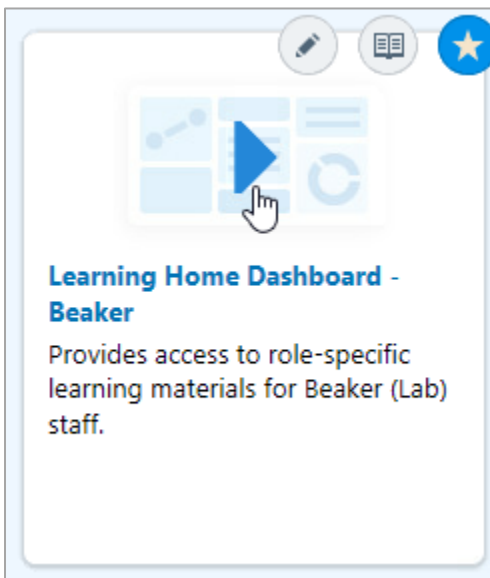 Learning Home Dashboard -
Beaker
Provides access to role-specific
learning materials for Beaker (Lab)
staff.